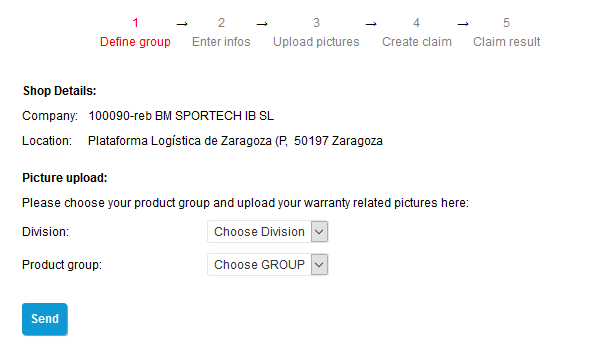 1 → 2 → 3 → 4 → 5
Define group Enter infos Upload pictures Create claim Claim result
Shop Details:
Company: 100090-reb BM SPORTECH IB SL
Location: Plataforma Logística de Zaragoza (P, 50197 Zaragoza
Picture upload:
Please choose your product group and upload your warranty related pictures here:
Division: Choose Division
Product group: Choose GROUP
Send